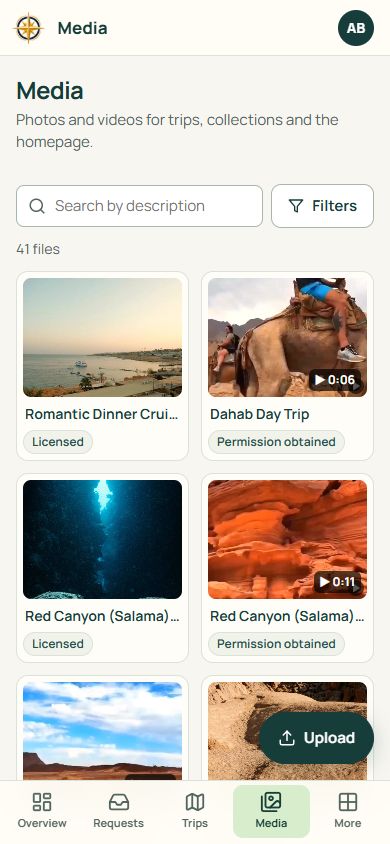 Media
AB
Media
Photos and videos for trips, collections and the
homepage.
Search by description
Filters
41 files
0:06
Romantic Dinner Crui...
Dahab Day Trip
Licensed
Permission obtained
0:11
Red Canyon (Salama)...
Red Canyon (Salama)...
Licensed
Permission obtained
Upload
Overview
Requests
Trips
Media
More